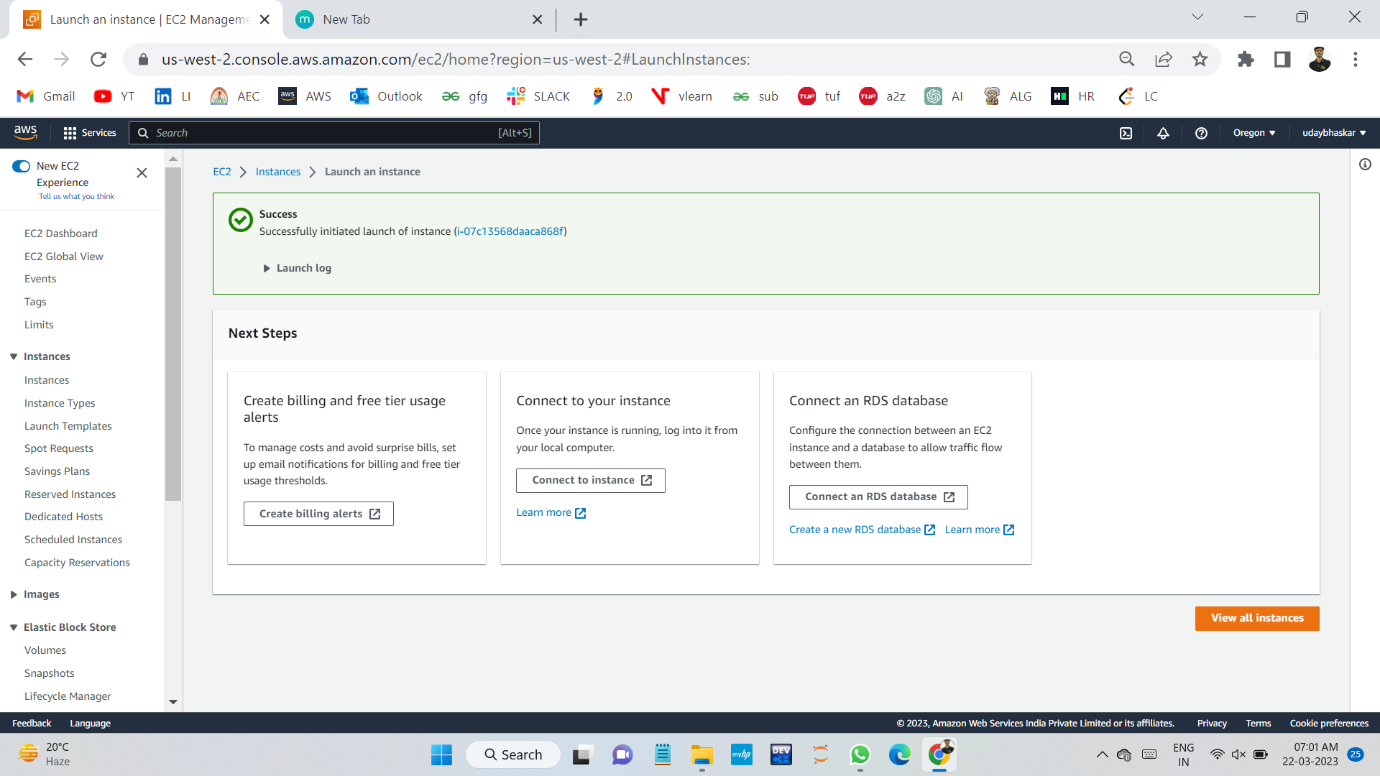 Launch an instance | EC2 Manageme
New Tab
us-west-2.console.aws.amazon.com/ec2/home?region=us-west-2#LaunchInstances:
Gmail YT LI AEC AWS Outlook gfg SLACK 2.0 vlearn sub tuf a2z AI ALG HR LC
aws Services Search [Alt+S] Oregon udaybhaskar
New EC2
Experience
Tell us what you think
EC2 Dashboard
EC2 Global View
Events
Tags
Limits
Instances
Instances
Instance Types
Launch Templates
Spot Requests
Savings Plans
Reserved Instances
Dedicated Hosts
Scheduled Instances
Capacity Reservations
Images
Elastic Block Store
Volumes
Snapshots
Lifecycle Manager
EC2 > Instances > Launch an instance
Success
Successfully initiated launch of instance (i-07c13568daaca868f)
Launch log
Next Steps
Create billing and free tier usage
alerts
To manage costs and avoid surprise bills, set
up email notifications for billing and free tier
usage thresholds.
Create billing alerts
Connect to your instance
Once your instance is running, log into it from
your local computer.
Connect to instance
Learn more
Connect an RDS database
Configure the connection between an EC2
instance and a database to allow traffic flow
between them.
Connect an RDS database
Create a new RDS database Learn more
View all instances
Feedback Language © 2023, Amazon Web Services India Private Limited or its affiliates. Privacy Terms Cookie preferences
20°C
Haze
Search
ENG
IN
07:01 AM
22-03-2023
25